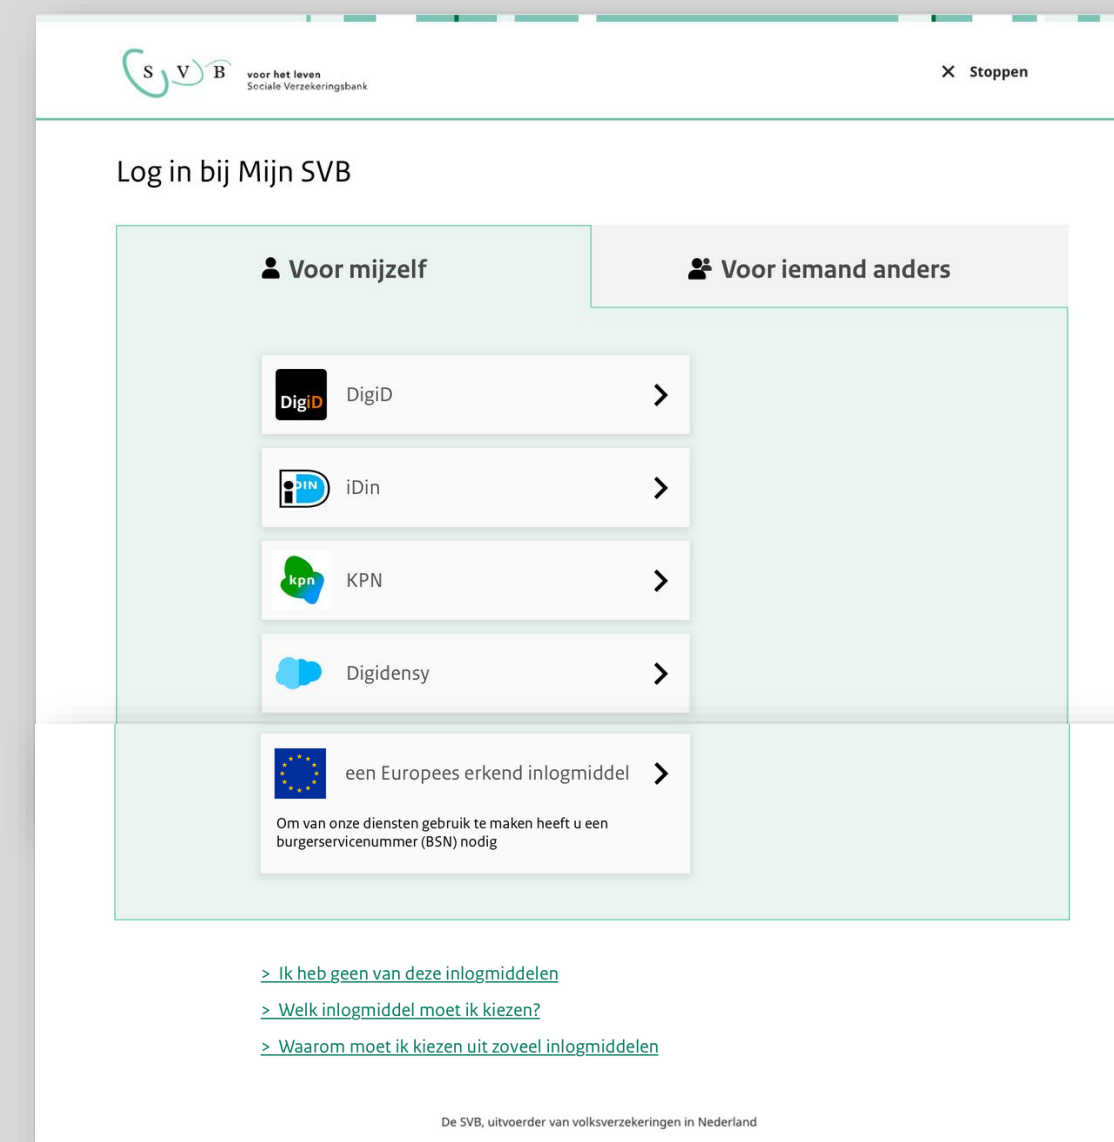 S V B
voor het leven
Sociale Verzekeringsbank
Stoppen
Log in bij Mijn SVB
Voor mijzelf
Voor iemand anders
DigiD
DigiD
iDIN
iDin
kpn
KPN
Digidensy
een Europees erkend inlogmiddel
Om van onze diensten gebruik te maken heeft u een
burgerservicenummer (BSN) nodig
> Ik heb geen van deze inlogmiddelen
> Welk inlogmiddel moet ik kiezen?
> Waarom moet ik kiezen uit zoveel inlogmiddelen
De SVB, uitvoerder van volksverzekeringen in Nederland